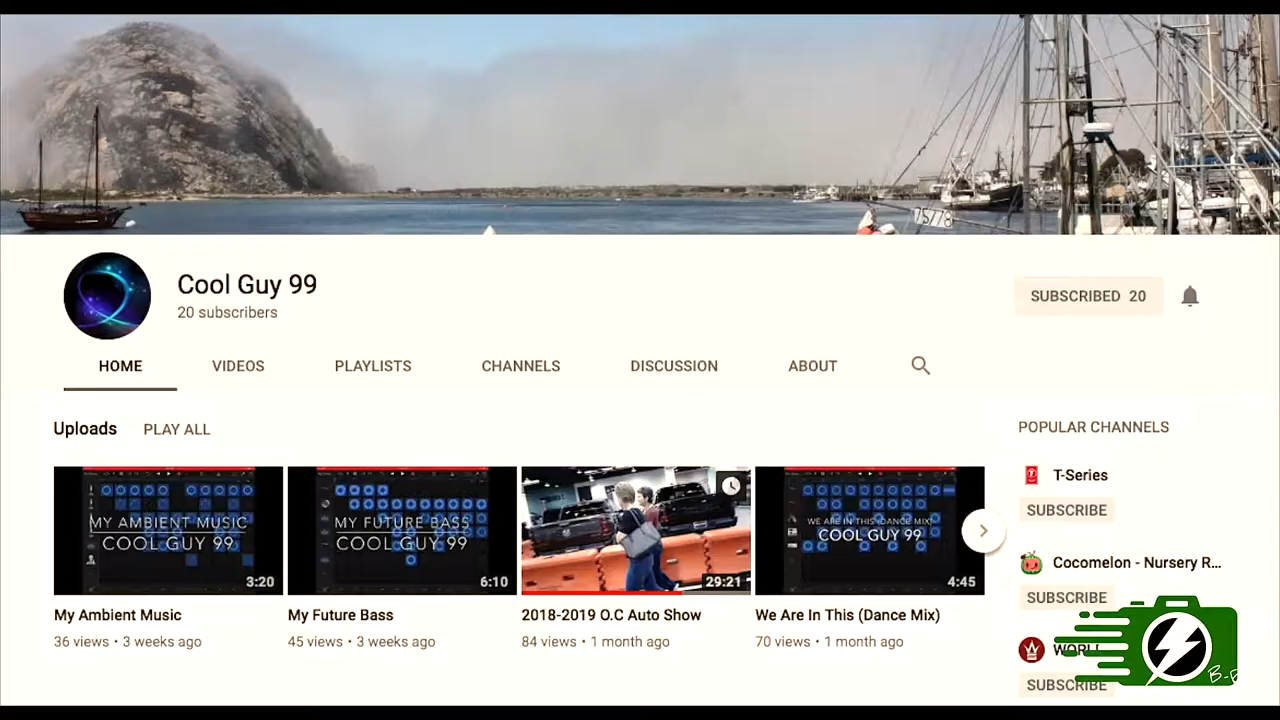 75778
Cool Guy 99
20 subscribers
SUBSCRIBED 20
HOME VIDEOS PLAYLISTS CHANNELS DISCUSSION ABOUT
Uploads PLAY ALL
MY AMBIENT MUSIC
COOL GUY 99
3:20
My Ambient Music
36 views • 3 weeks ago
MY FUTURE BASS
COOL GUY 99
6:10
My Future Bass
45 views • 3 weeks ago
29:21
2018-2019 O.C Auto Show
84 views • 1 month ago
WE ARE IN THIS (DANCE MIX)
COOL GUY 99
4:45
We Are In This (Dance Mix)
70 views • 1 month ago
POPULAR CHANNELS
T-Series
SUBSCRIBE
Cocomelon - Nursery R...
SUBSCRIBE
SUBSCRIBE